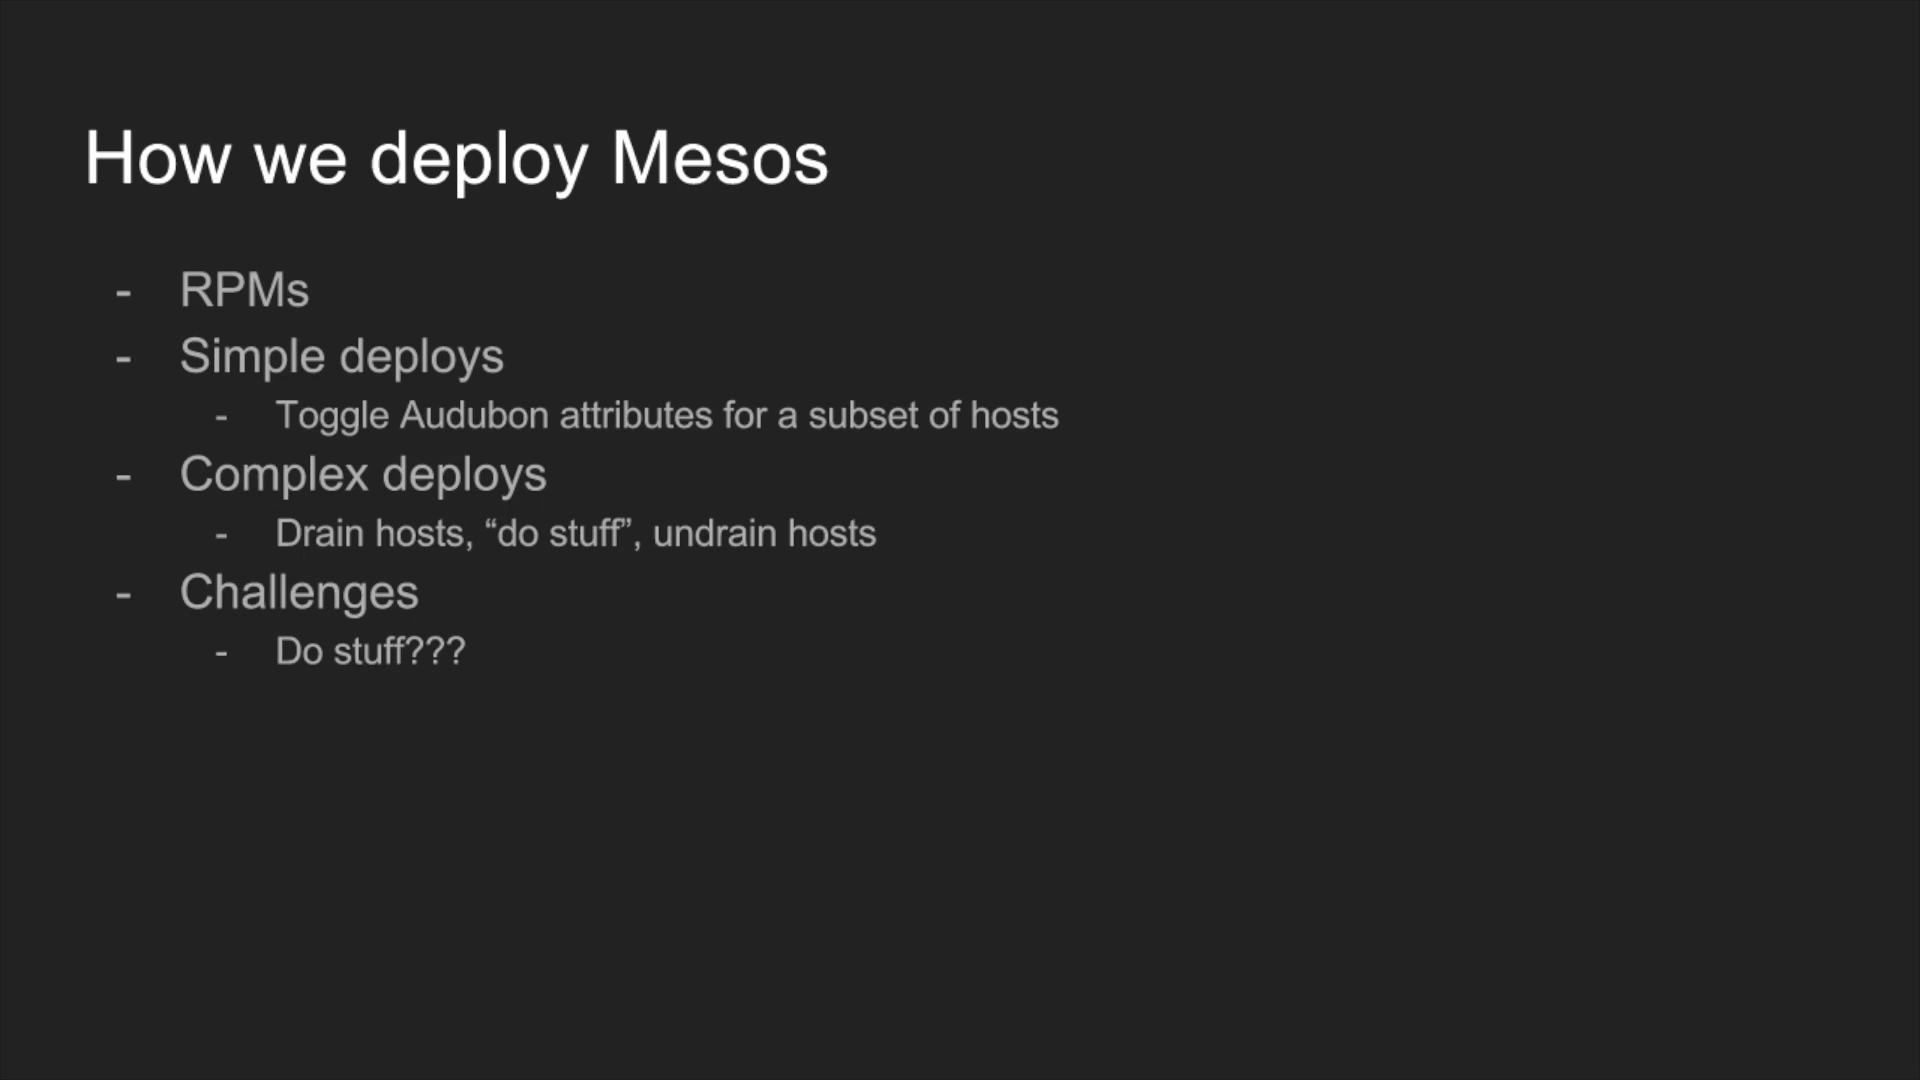 How we deploy Mesos
- RPMs
- Simple deploys
- Toggle Audubon attributes for a subset of hosts
- Complex deploys
- Drain hosts, “do stuff”, undrain hosts
- Challenges
- Do stuff???